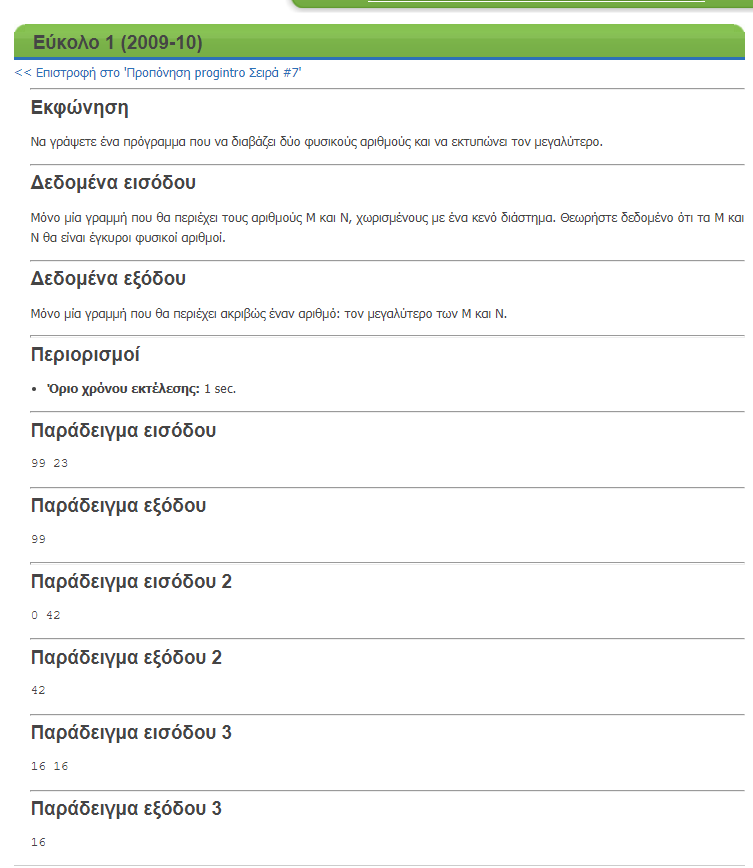 Εύκολο 1 (2009-10)
<< Επιστροφή στο 'Προπόνηση progintro Σειρά #7'
Εκφώνηση
Να γράψετε ένα πρόγραμμα που να διαβάζει δύο φυσικούς αριθμούς και να εκτυπώνει τον μεγαλύτερο.
Δεδομένα εισόδου
Μόνο μία γραμμή που θα περιέχει τους αριθμούς Μ και Ν, χωρισμένους με ένα κενό διάστημα. Θεωρήστε δεδομένο ότι τα Μ και
Ν θα είναι έγκυροι φυσικοί αριθμοί.
Δεδομένα εξόδου
Μόνο μία γραμμή που θα περιέχει ακριβώς έναν αριθμό: τον μεγαλύτερο των Μ και Ν.
Περιορισμοί
• Όριο χρόνου εκτέλεσης: 1 sec.
Παράδειγμα εισόδου
99 23
Παράδειγμα εξόδου
99
Παράδειγμα εισόδου 2
0 42
Παράδειγμα εξόδου 2
42
Παράδειγμα εισόδου 3
16 16
Παράδειγμα εξόδου 3
16